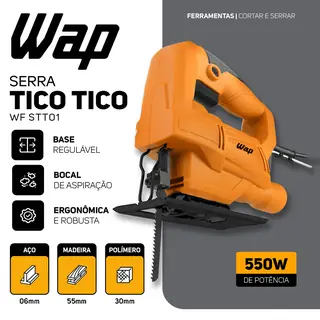 FERRAMENTAS | CORTAR E SERRAR
Wap
SERRA
TICO TICO
WF STT01
BASE
REGULÁVEL
BOCAL
DE ASPIRAÇÃO
ERGONÔMICA
E ROBUSTA
Wap
AÇO
MADEIRA
POLÍMERO
06mm
55mm
30mm
550W
DE POTÊNCIA